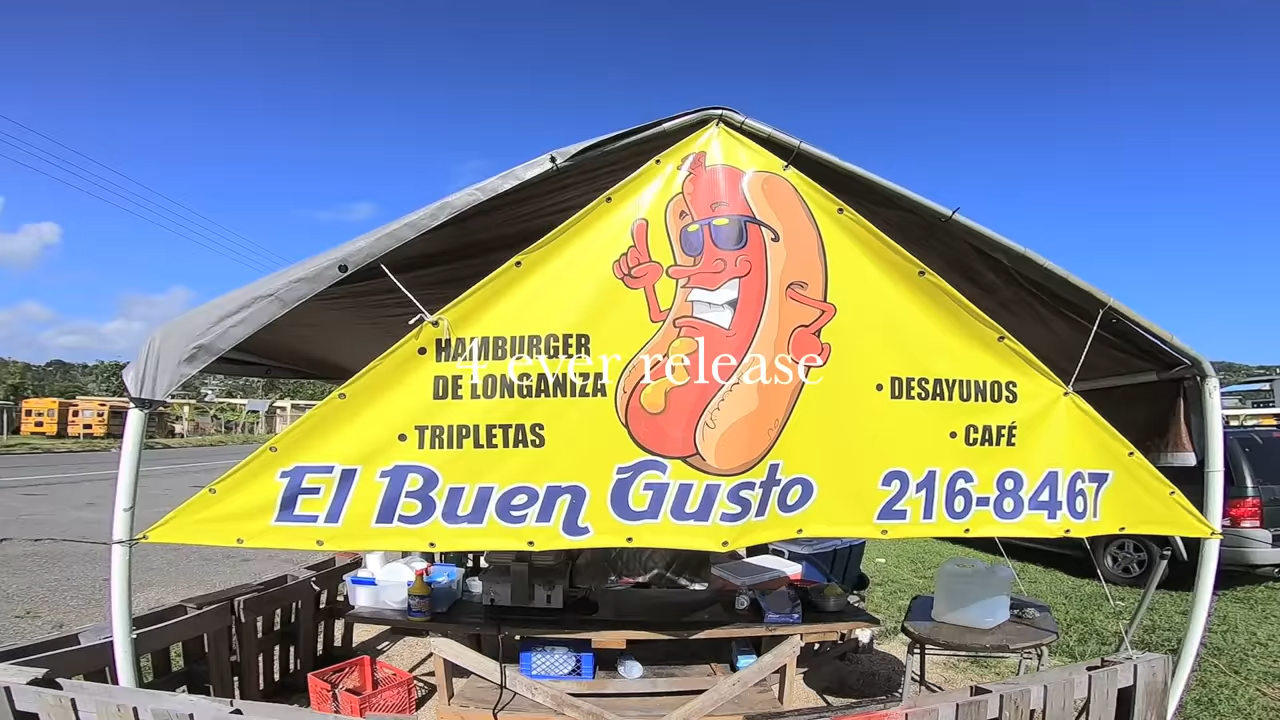 • HAMBURGER
DE LONGANIZA
• TRIPLETAS
4 ever release
• DESAYUNOS
• CAFÉ
El Buen Gusto
216-8467